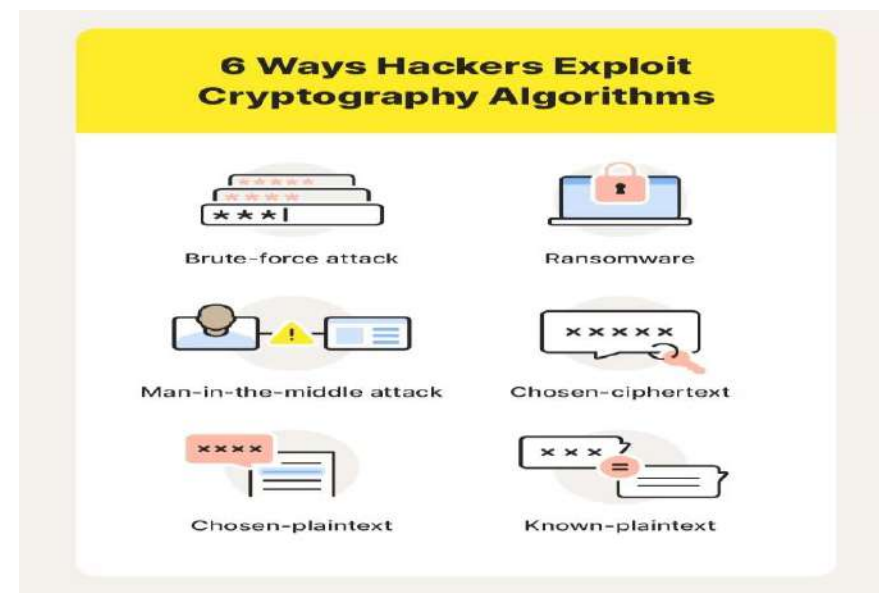 6 Ways Hackers Exploit
Cryptography Algorithms
*****
****
***
Brute-force attack
Ransomware
!
Man-in-the-middle attack
×××××
Chosen-ciphertext
××××
Chosen-plaintext
×××
=
Known-plaintext